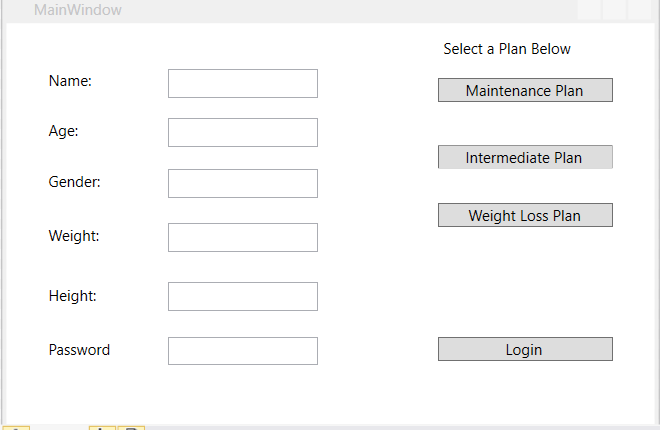 MainWindow
Select a Plan Below
Name:
Maintenance Plan
Age:
Intermediate Plan
Gender:
Weight Loss Plan
Weight:
Height:
Password
Login